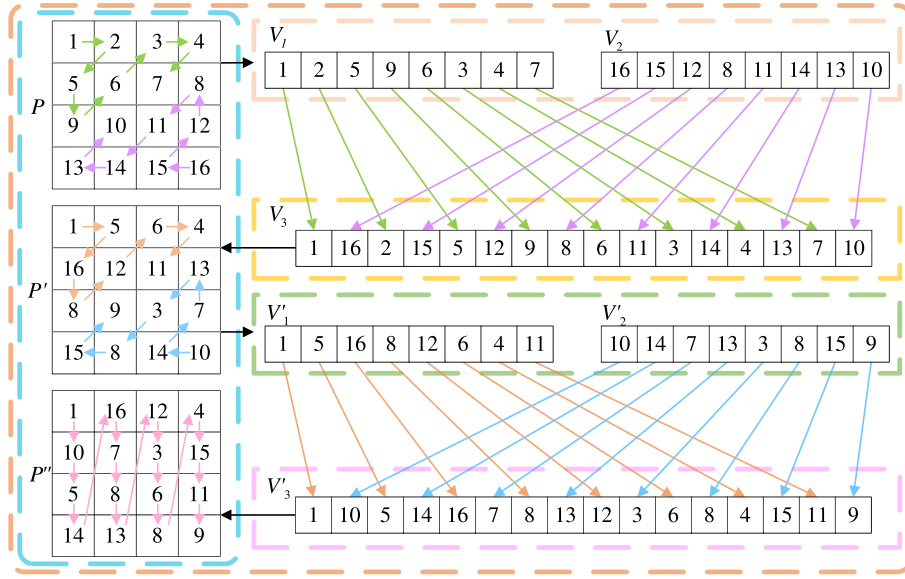 P
1 2 3 4
5 6 7 8
9 10 11 12
13 14 15 16
V1
1 2 5 9 6 3 4 7
V2
16 15 12 8 11 14 13 10
V3
1 16 2 15 5 12 9 8 6 11 3 14 4 13 7 10
P'
1 5 6 4
16 12 11 13
8 9 3 7
15 8 14 10
V'1
1 5 16 8 12 6 4 11
V'2
10 14 7 13 3 8 15 9
V'3
1 10 5 14 16 7 8 13 12 3 6 8 4 15 11 9
P''
1 16 12 4
10 7 3 15
5 8 6 11
14 13 8 9